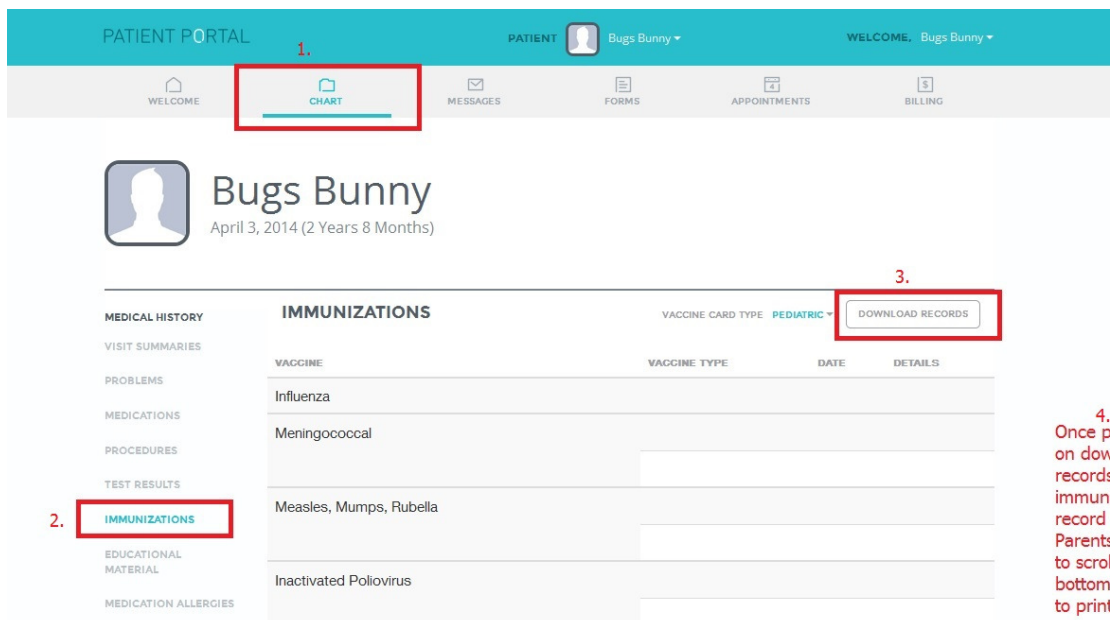 PATIENT PORTAL
1.
PATIENT Bugs Bunny
WELCOME, Bugs Bunny
WELCOME
CHART
MESSAGES
FORMS
4
APPOINTMENTS
$
BILLING
Bugs Bunny
April 3, 2014 (2 Years 8 Months)
3.
MEDICAL HISTORY
VISIT SUMMARIES
PROBLEMS
MEDICATIONS
PROCEDURES
TEST RESULTS
2.
IMMUNIZATIONS
EDUCATIONAL
MATERIAL
MEDICATION ALLERGIES
IMMUNIZATIONS
VACCINE CARD TYPE PEDIATRIC
DOWNLOAD RECORDS
VACCINE VACCINE TYPE DATE DETAILS
Influenza
Meningococcal
Measles, Mumps, Rubella
Inactivated Poliovirus
4.
Once
on
records
record
Parents
to
bottom
to print